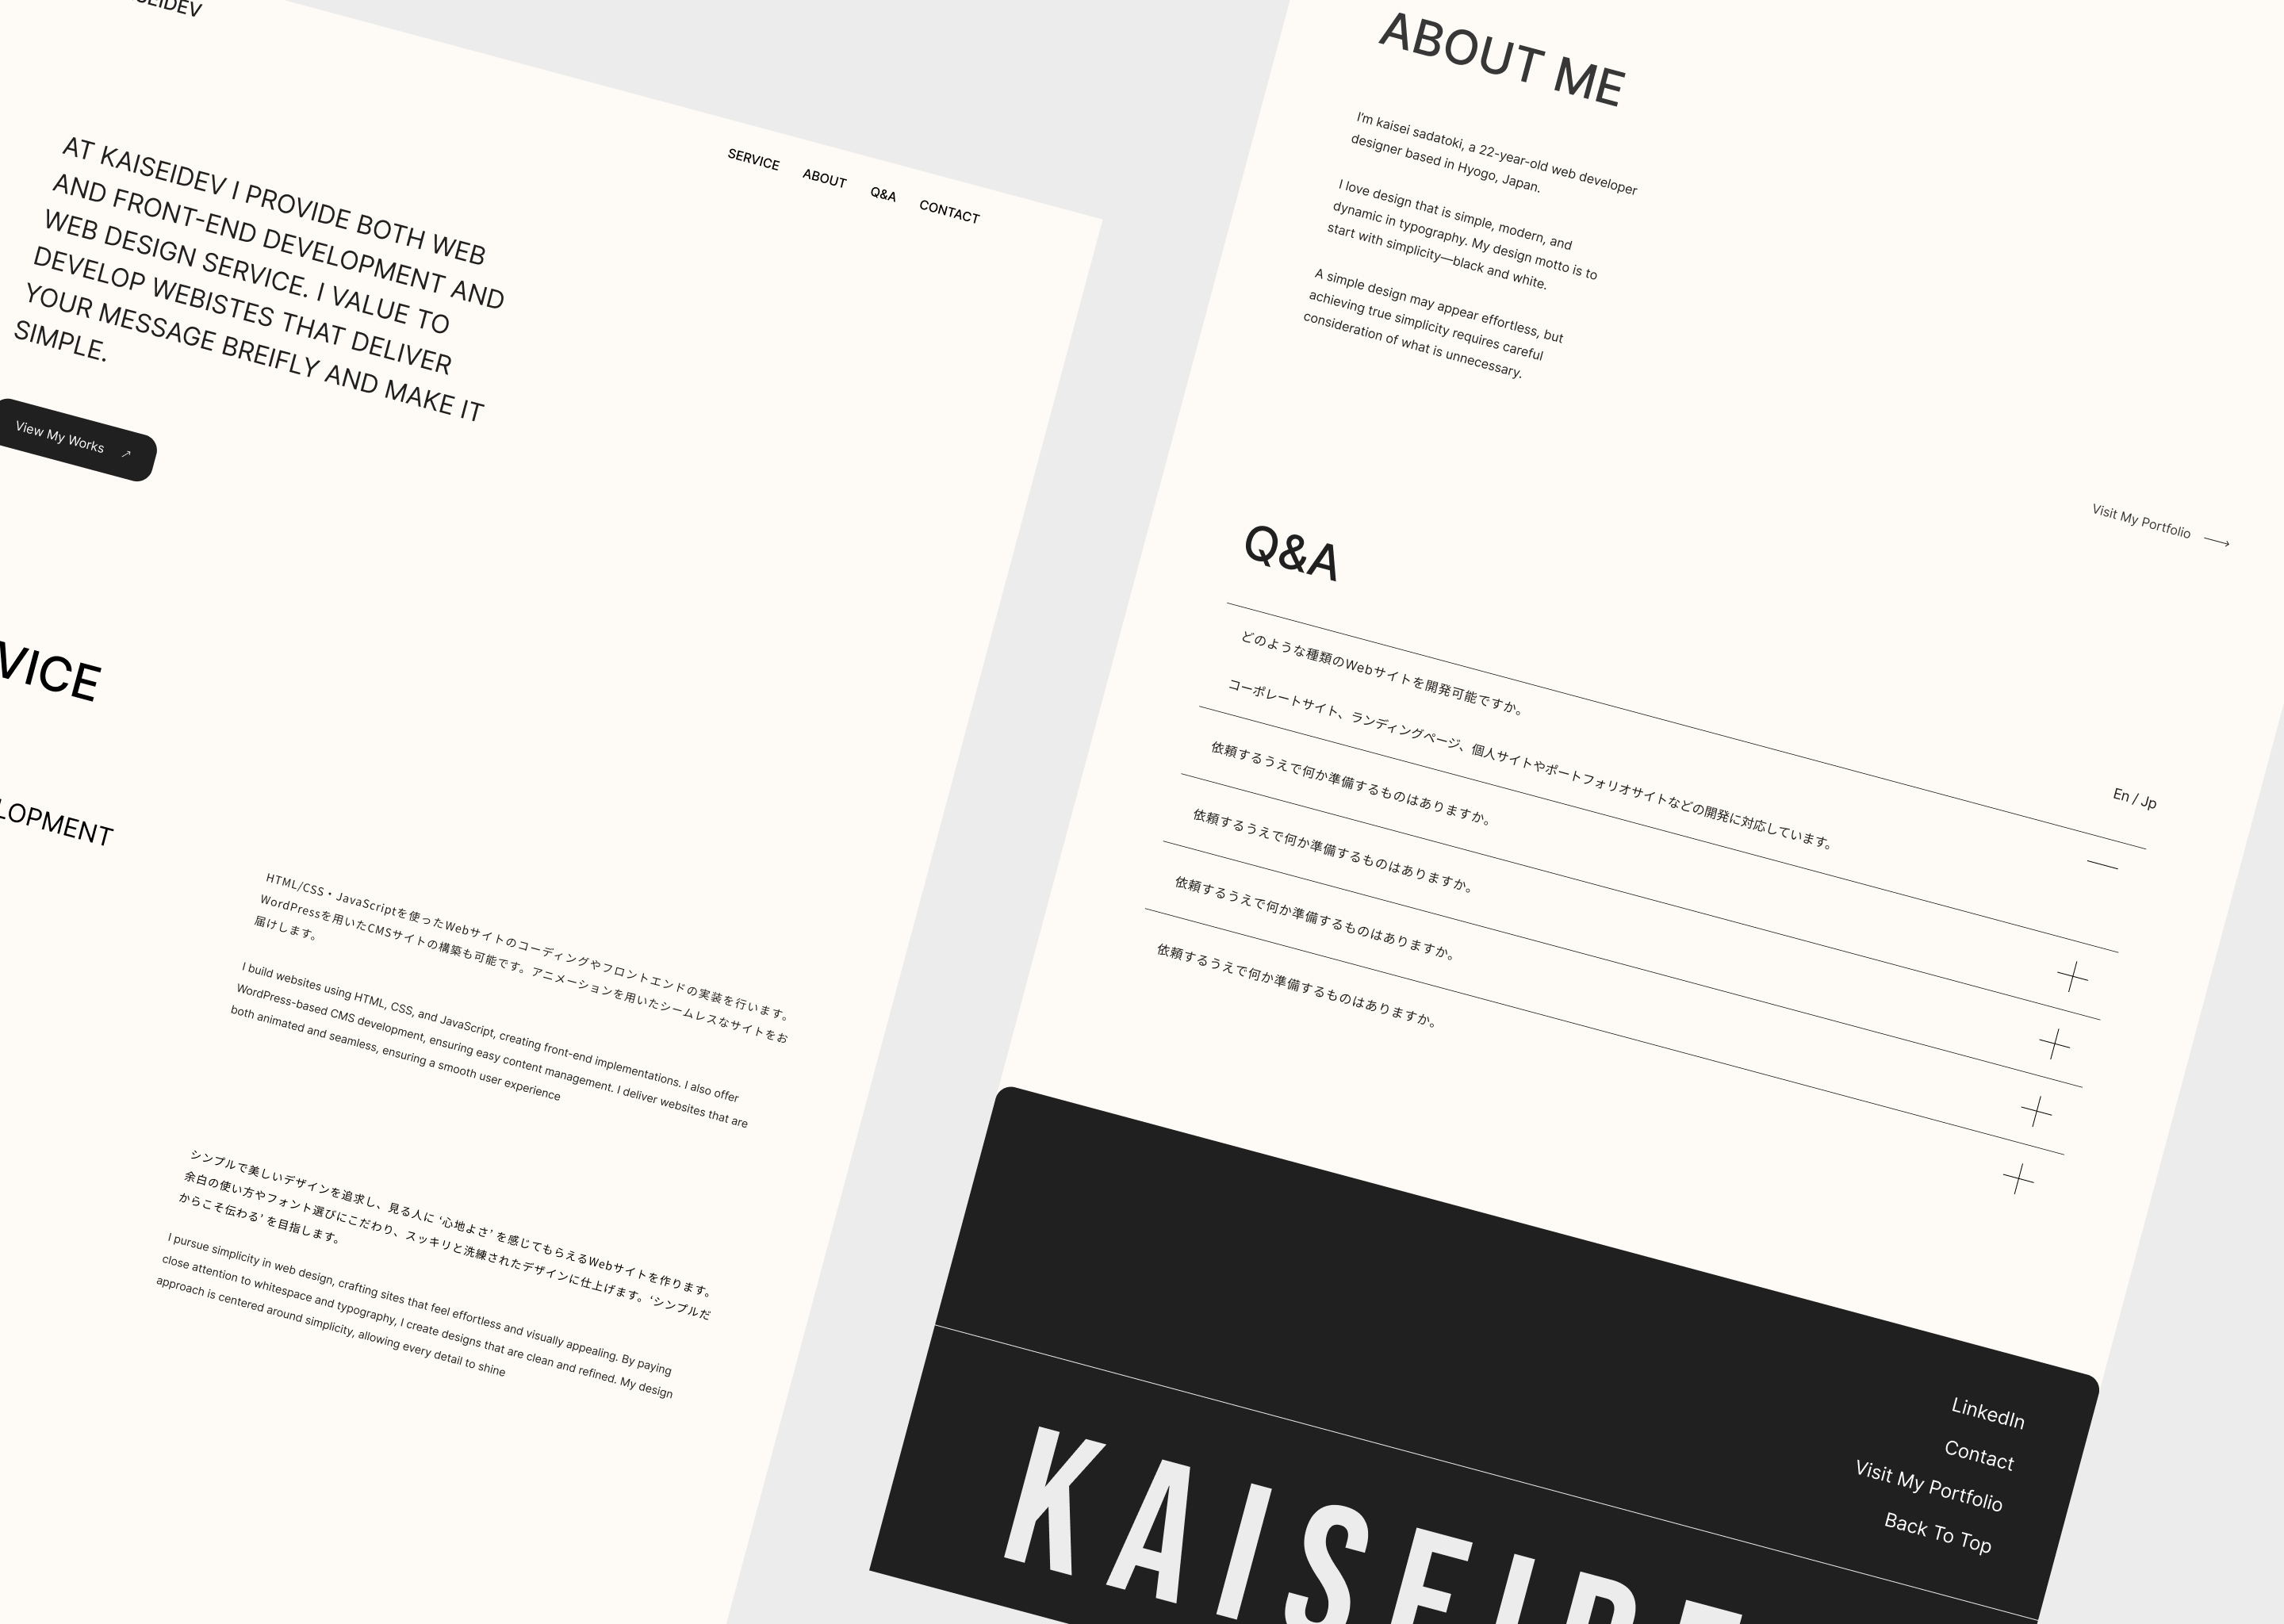 SERVICE ABOUT Q&A CONTACT
AT KAISEIDEV I PROVIDE BOTH WEB
AND FRONT-END DEVELOPMENT AND
WEB DESIGN SERVICE. I VALUE TO
DEVELOP WEBISTES THAT DELIVER
YOUR MESSAGE BREIFLY AND MAKE IT
SIMPLE.
View My Works ↗
VICE
LOPMENT
HTML/CSS・JavaScriptを使ったWebサイトのコーディングやフロントエンドの実装を行います。
WordPressを用いたCMSサイトの構築も可能です。アニメーションを用いたシームレスなサイトをお
届けします。
I build websites using HTML, CSS, and JavaScript, creating front-end implementations. I also offer
WordPress-based CMS development, ensuring easy content management. I deliver websites that are
both animated and seamless, ensuring a smooth user experience
シンプルで美しいデザインを追求し、見る人に ‘心地よさ’ を感じてもらえるWebサイトを作ります。
余白の使い方やフォント選びにこだわり、スッキリと洗練されたデザインに仕上げます。‘シンプルだ
からこそ伝わる’ を目指します。
I pursue simplicity in web design, crafting sites that feel effortless and visually appealing. By paying
close attention to whitespace and typography, I create designs that are clean and refined. My design
approach is centered around simplicity, allowing every detail to shine
ABOUT ME
I'm kaisei sadatoki, a 22-year-old web developer
designer based in Hyogo, Japan.
I love design that is simple, modern, and
dynamic in typography. My design motto is to
start with simplicity—black and white.
A simple design may appear effortless, but
achieving true simplicity requires careful
consideration of what is unnecessary.
Visit My Portfolio →
Q&A
En / Jp
どのような種類のWebサイトを開発可能ですか。
コーポレートサイト、ランディングページ、個人サイトやポートフォリオサイトなどの開発に対応しています。
依頼するうえで何か準備するものはありますか。
依頼するうえで何か準備するものはありますか。
依頼するうえで何か準備するものはありますか。
依頼するうえで何か準備するものはありますか。
LinkedIn
Contact
Visit My Portfolio
Back To Top
KAISEIDE